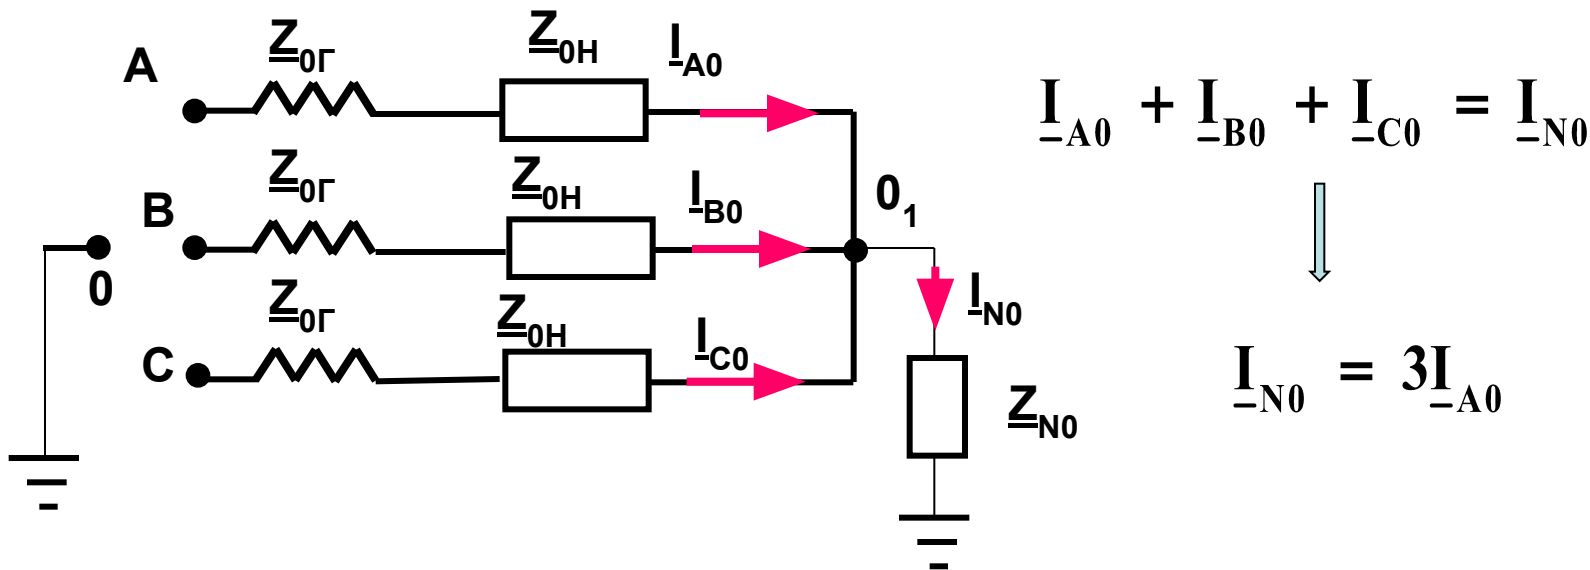 A
Z0Г
Z0Н
IA0
B
Z0Г
Z0Н
IB0
01
0
C
Z0Г
Z0Н
IC0
IN0
ZN0
IA0 + IB0 + IC0 = IN0
IN0 = 3IA0